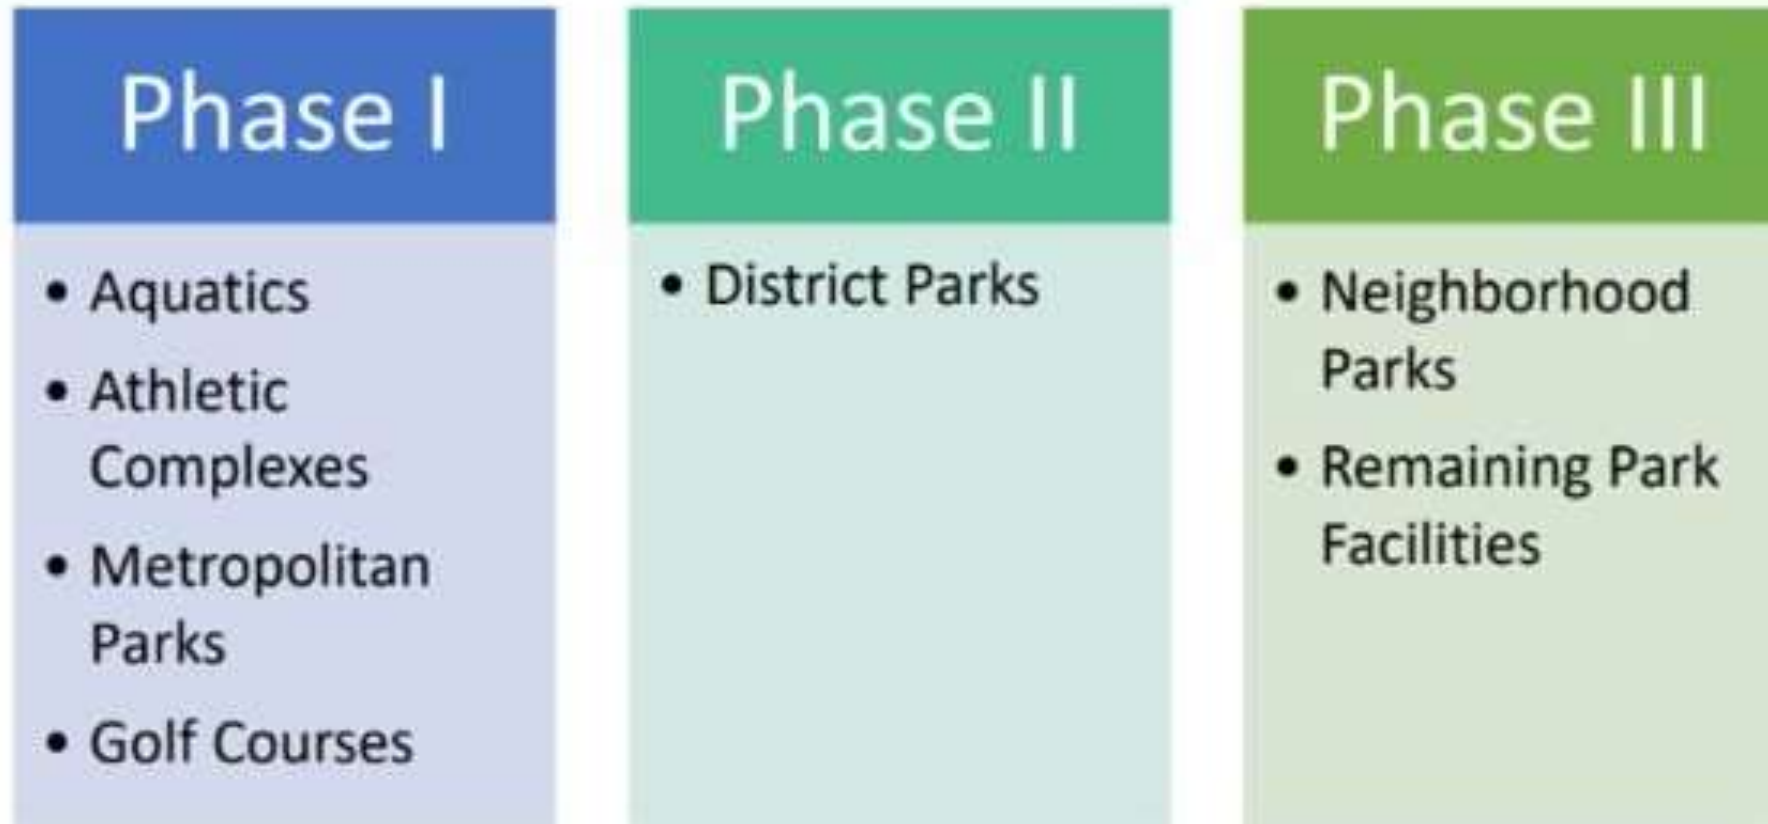 Phase I
• Aquatics
• Athletic
Complexes
• Metropolitan
Parks
• Golf Courses
Phase II
• District Parks
Phase III
• Neighborhood
Parks
• Remaining Park
Facilities